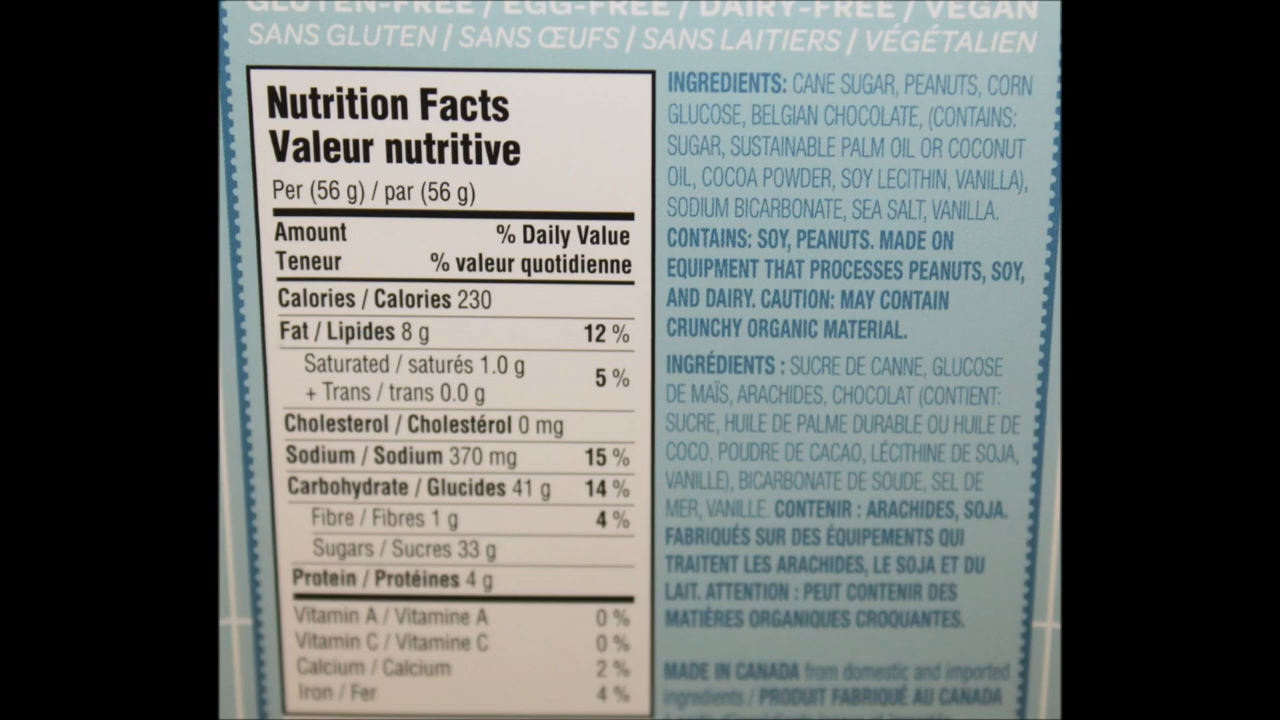 GLUTEN-FREE / EGG-FREE / DAIRY-FREE / VEGAN
SANS GLUTEN / SANS ŒUFS / SANS LAITIERS / VÉGÉTALIEN
Nutrition Facts
Valeur nutritive
Per (56 g) / par (56 g)
Amount % Daily Value
Teneur % valeur quotidienne
Calories / Calories 230
Fat / Lipides 8 g 12 %
Saturated / saturés 1.0 g
+ Trans / trans 0.0 g 5 %
Cholesterol / Cholestérol 0 mg
Sodium / Sodium 370 mg 15 %
Carbohydrate / Glucides 41 g 14 %
Fibre / Fibres 1 g 4 %
Sugars / Sucres 33 g
Protein / Protéines 4 g
Vitamin A / Vitamine A 0 %
Vitamin C / Vitamine C 0 %
Calcium / Calcium 2 %
Iron / Fer 4 %
INGREDIENTS: CANE SUGAR, PEANUTS, CORN
GLUCOSE, BELGIAN CHOCOLATE, (CONTAINS:
SUGAR, SUSTAINABLE PALM OIL OR COCONUT
OIL, COCOA POWDER, SOY LECITHIN, VANILLA),
SODIUM BICARBONATE, SEA SALT, VANILLA.
CONTAINS: SOY, PEANUTS. MADE ON
EQUIPMENT THAT PROCESSES PEANUTS, SOY,
AND DAIRY. CAUTION: MAY CONTAIN
CRUNCHY ORGANIC MATERIAL.
INGRÉDIENTS : SUCRE DE CANNE, GLUCOSE
DE MAÏS, ARACHIDES, CHOCOLAT (CONTIENT:
SUCRE, HUILE DE PALME DURABLE OU HUILE DE
COCO, POUDRE DE CACAO, LÉCITHINE DE SOJA,
VANILLE), BICARBONATE DE SOUDE, SEL DE
MER, VANILLE. CONTENIR : ARACHIDES, SOJA.
FABRIQUÉS SUR DES ÉQUIPEMENTS QUI
TRAITENT LES ARACHIDES, LE SOJA ET DU
LAIT. ATTENTION : PEUT CONTENIR DES
MATIÈRES ORGANIQUES CROQUANTES.
MADE IN CANADA from domestic and imported
ingredients / PRODUIT FABRIQUÉ AU CANADA